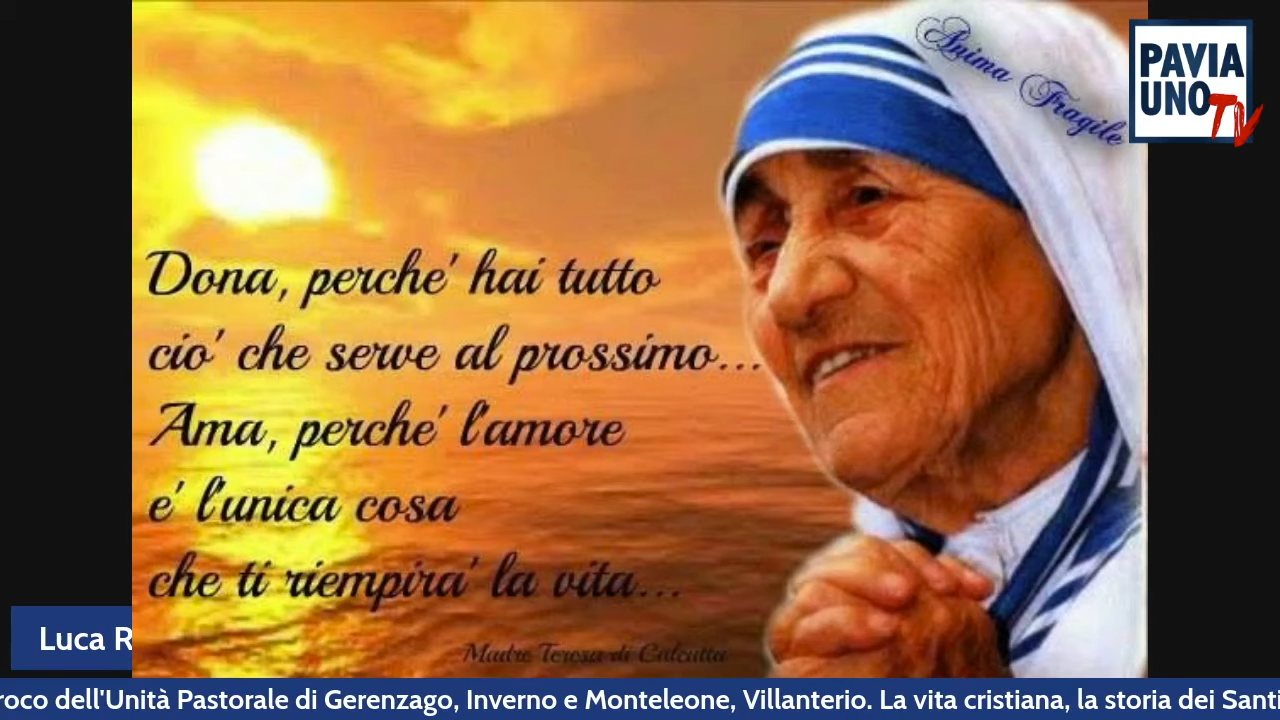 Anima Fragile
PAVIA
UNO TV
Dona, perche' hai tutto
cio' che serve al prossimo...
Ama, perche' l'amore
e' l'unica cosa
che ti riempira' la vita...
Madre Teresa di Calcutta
Luca R
roco dell'Unità Pastorale di Gerenzago, Inverno e Monteleone, Villanterio. La vita cristiana, la storia dei Santi